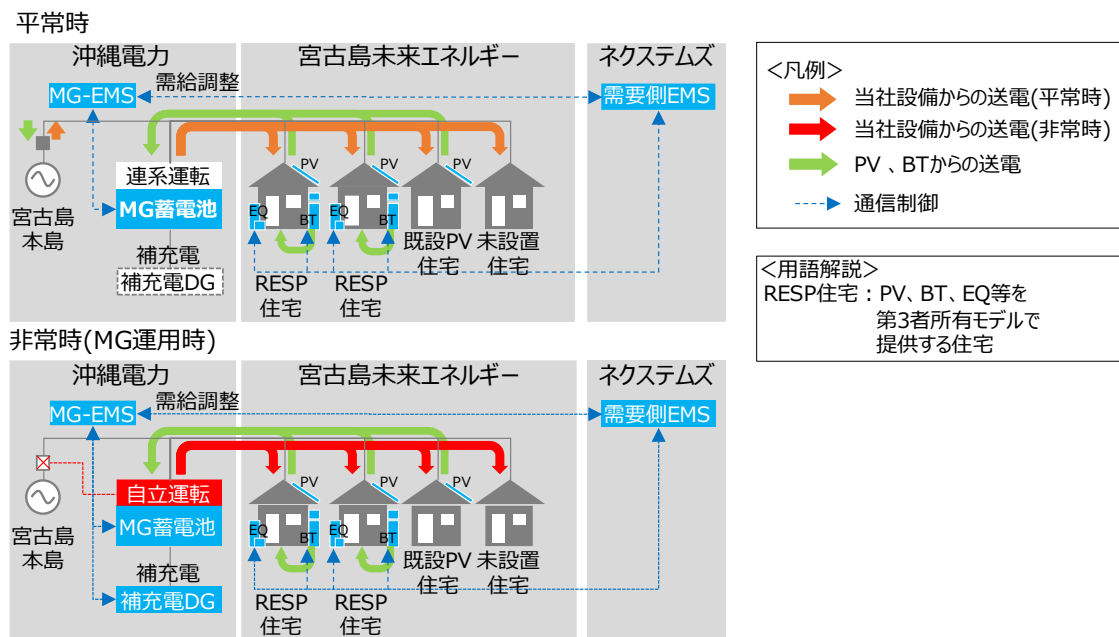 平常時
沖縄電力
宮古島未来エネルギー
ネクステムズ
MG-EMS
需給調整
需要側EMS
連系運転
MG蓄電池
宮古島
本島
補充電
補充電DG
PV
PV
EQ
BT
EQ
BT
既設PV
住宅
未設置
住宅
RESP
住宅
RESP
住宅
<凡例>
当社設備からの送電(平常時)
当社設備からの送電(非常時)
PV 、BTからの送電
通信制御
<用語解説>
RESP住宅:PV、BT、EQ等を
第3者所有モデルで
提供する住宅
非常時(MG運用時)
沖縄電力
宮古島未来エネルギー
ネクステムズ
MG-EMS
需給調整
需要側EMS
自立運転
MG蓄電池
宮古島
本島
補充電
補充電DG
PV
PV
EQ
BT
EQ
BT
既設PV
住宅
未設置
住宅
RESP
住宅
RESP
住宅